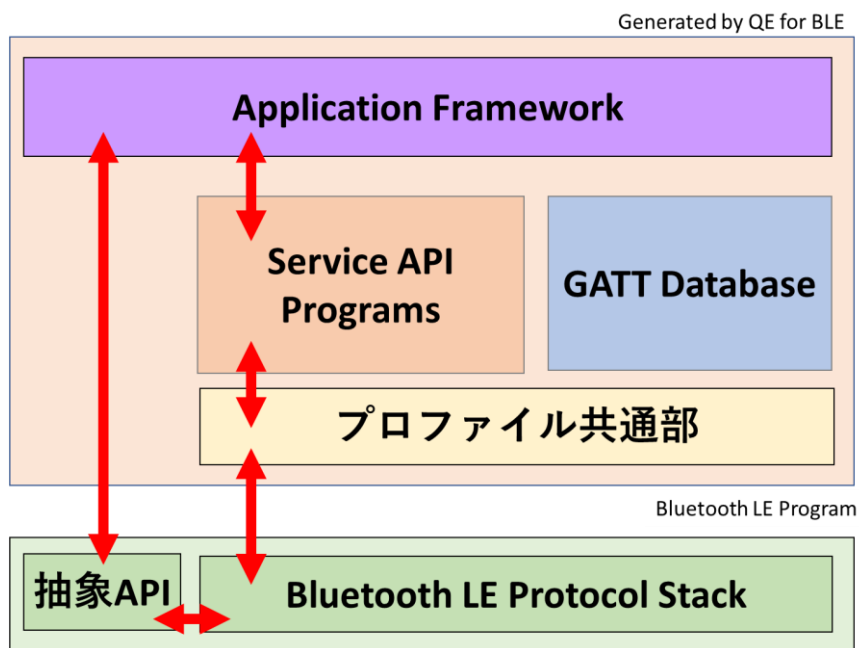 Generated by QE for BLE
Application Framework
Service API
Programs
GATT Database
プロファイル共通部
Bluetooth LE Program
抽象API
Bluetooth LE Protocol Stack